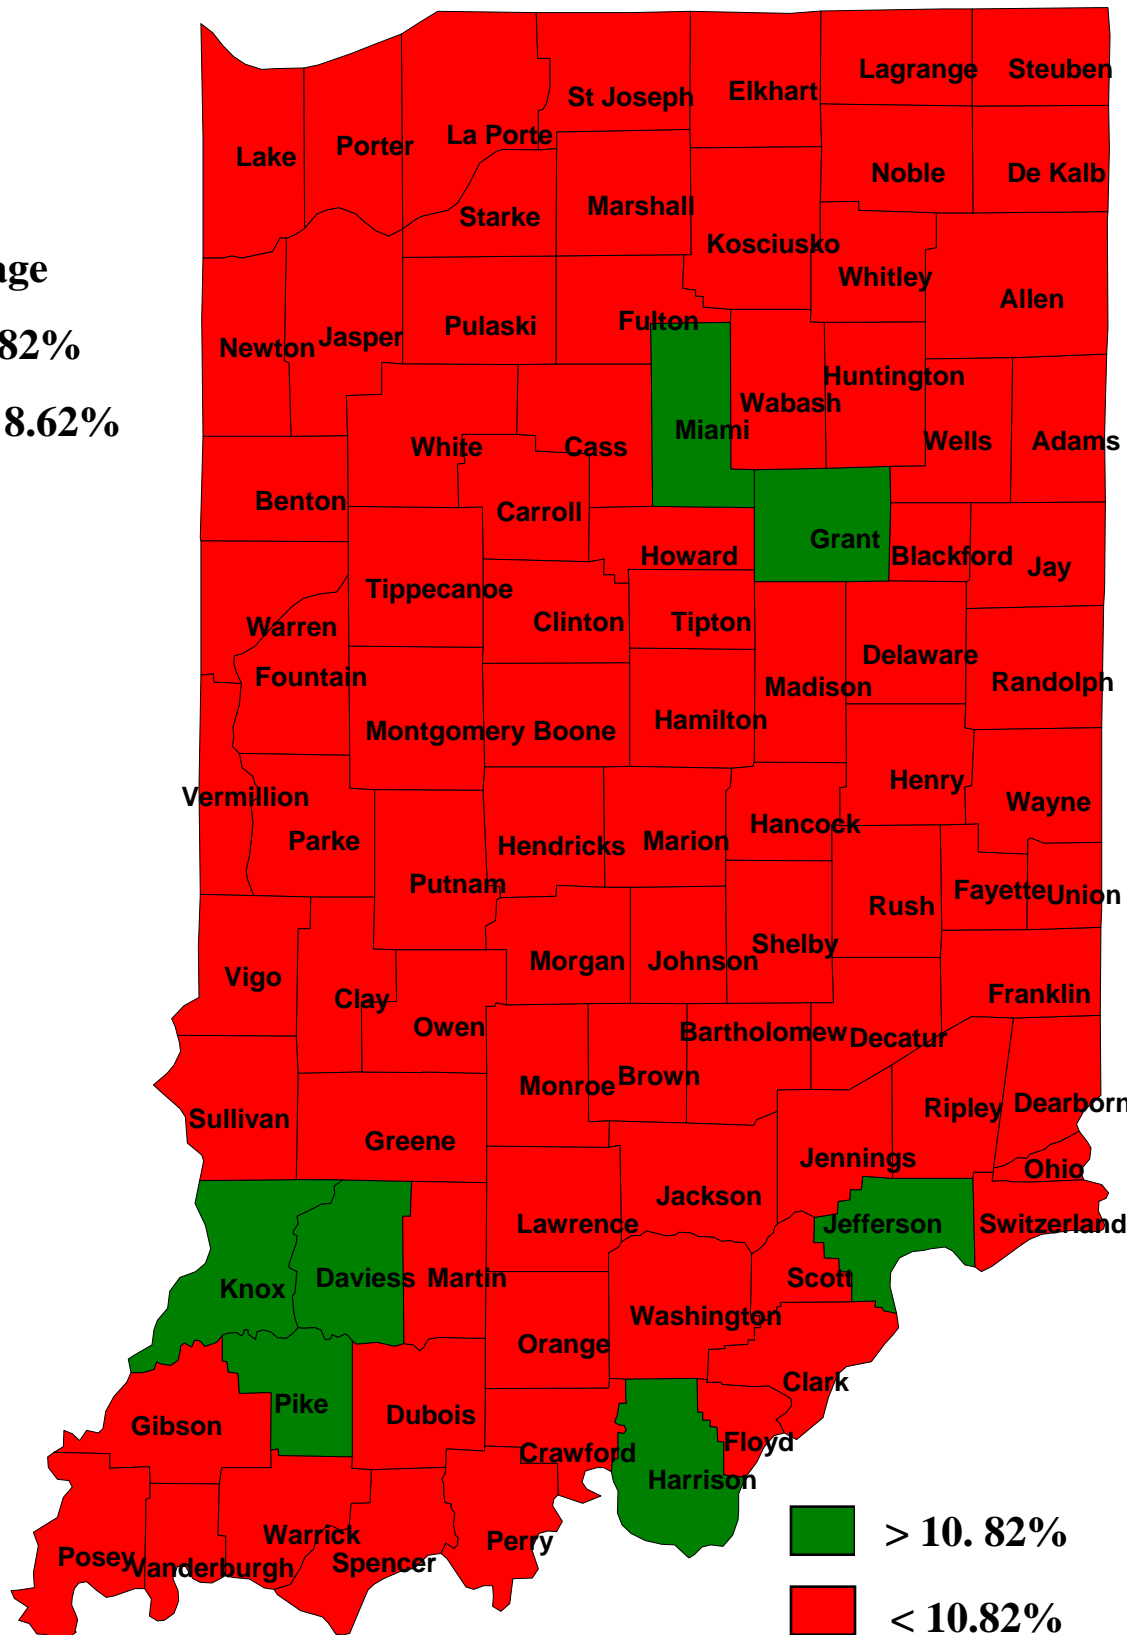 Lagrange Steuben
St Joseph Elkhart
La Porte
Porter
Lake
Noble De Kalb
Starke Marshall
Kosciusko
Whitley
age
Allen
Pulaski Fulton
Newton Jasper
82%
Huntington
Wabash
8.62%
White Cass Miami Wells Adams
Benton
Carroll
Grant
Howard Blackford Jay
Tippecanoe
Clinton Tipton
Warren
Delaware
Fountain Madison Randolph
Montgomery Boone Hamilton
Henry
Vermillion Wayne
Hancock
Parke Hendricks Marion
Putnam Fayette Union
Rush
Shelby
Morgan Johnson
Vigo
Clay Franklin
Owen Bartholomew Decatur
Monroe Brown
Sullivan Ripley Dearborn
Greene
Jennings Ohio
Jackson
Lawrence Jefferson Switzerland
Knox Daviess Martin Scott
Washington
Orange
Clark
Pike
Gibson Dubois
Crawford Floyd
Harrison
Warrick Perry > 10. 82%
Posey Vanderburgh Spencer
< 10.82%